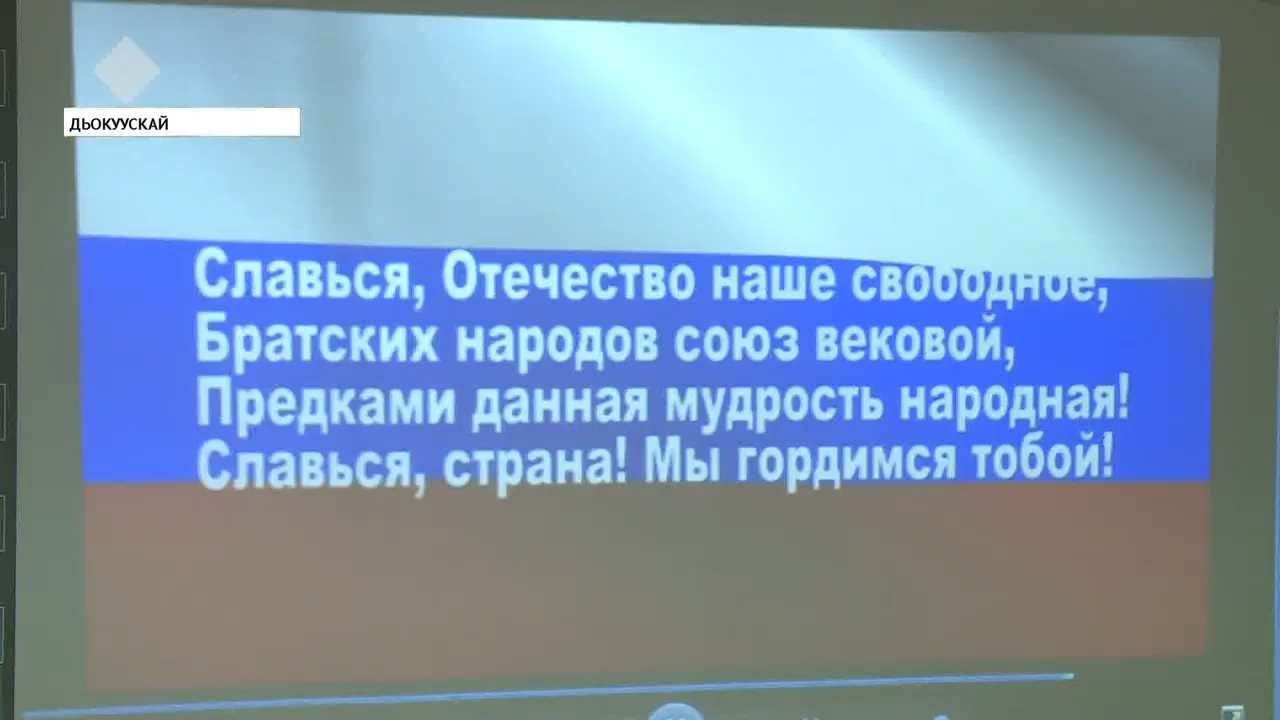 ДЬОКУУСКАЙ
Славься, Отечество наше свободное,
Братских народов союз вековой,
Предками данная мудрость народная!
Славься, страна! Мы гордимся тобой!